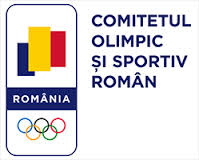 COMITETUL
OLIMPIC
ȘI SPORTIV
ROMÂN
ROMÂNIA